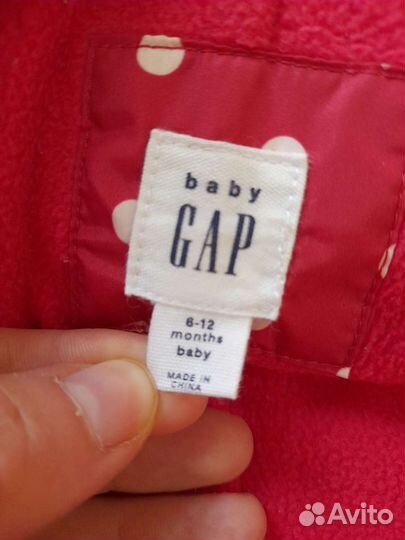 baby
GAP
6-12
months
baby
MADE IN
CHINA
Avito